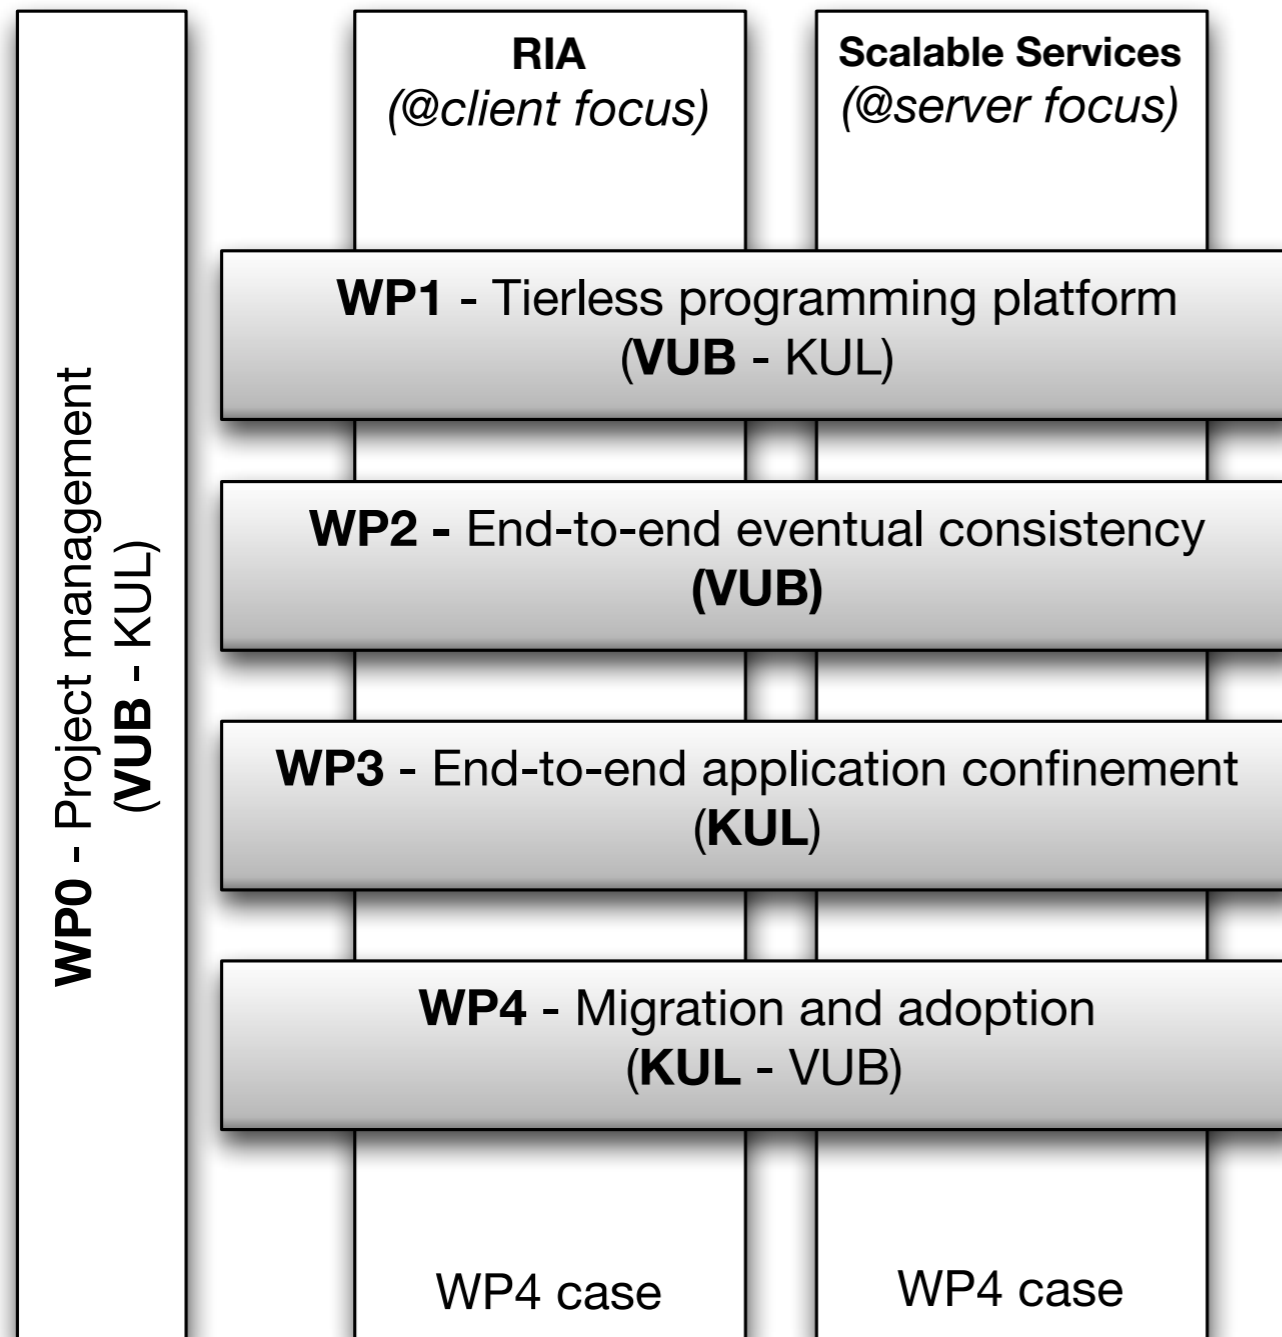 WP0 - Project management
(VUB - KUL)
RIA
(@client focus)
Scalable Services
(@server focus)
WP1 - Tierless programming platform
(VUB - KUL)
WP2 - End-to-end eventual consistency
(VUB)
WP3 - End-to-end application confinement
(KUL)
WP4 - Migration and adoption
(KUL - VUB)
WP4 case
WP4 case